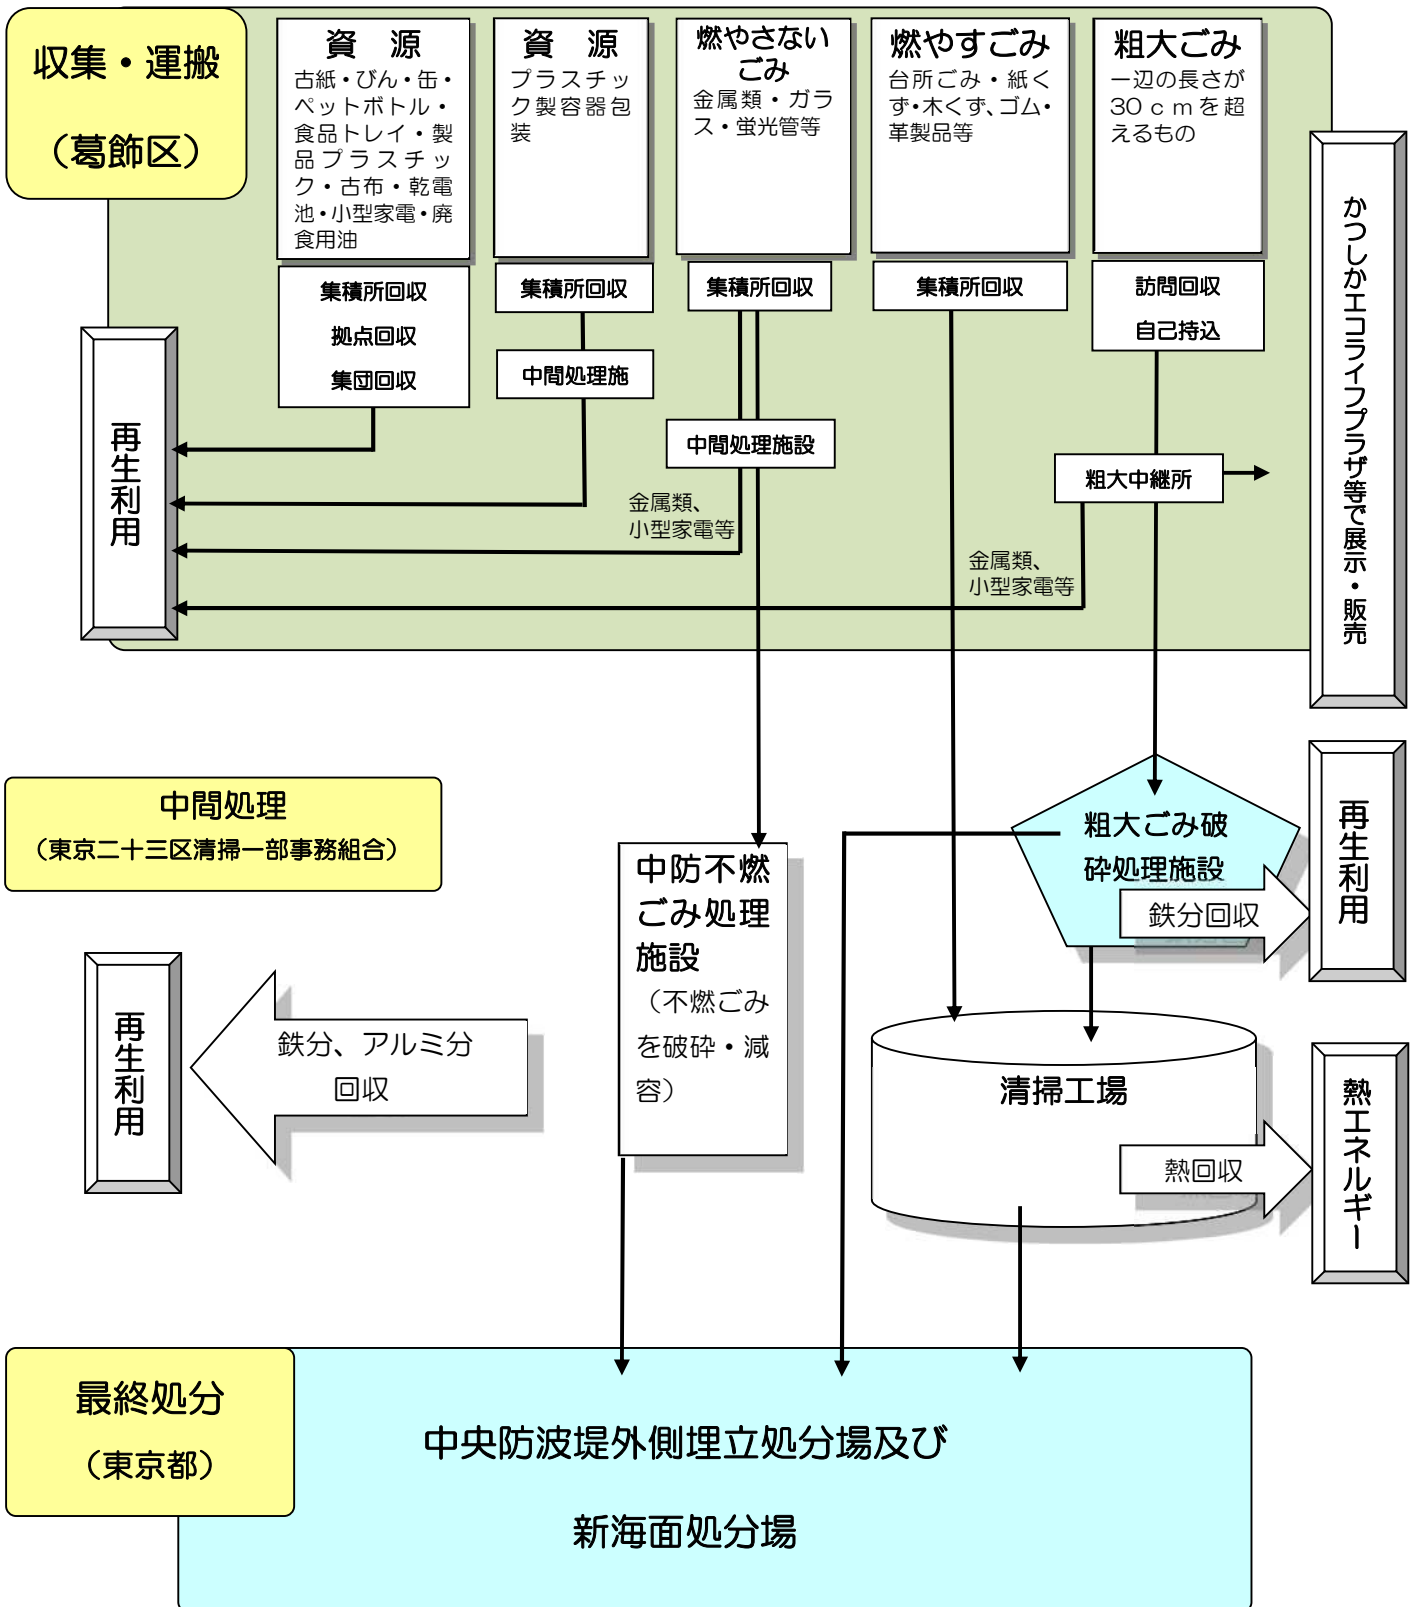 収集・運搬
（葛飾区）
資　源
古紙・びん・缶・
ペットボトル・
食品トレイ・製
品プラスチッ
ク・古布・乾電
池・小型家電・廃
食用油
集積所回収
拠点回収
集団回収
資　源
プラスチッ
ク製容器包
装
集積所回収
中間処理施
燃やさない
ごみ
金属類・ガラ
ス・蛍光管等
集積所回収
中間処理施設
燃やすごみ
台所ごみ・紙く
ず・木くず、ゴム・
革製品等
集積所回収
粗大ごみ
一辺の長さが
30ｃｍを超
えるもの
訪問回収
自己持込
粗大中継所
かつしかエコライフプラザ等で展示・販売
再生利用
金属類、
小型家電等
金属類、
小型家電等
中間処理
（東京二十三区清掃一部事務組合）
中防不燃
ごみ処理
施設
（不燃ごみ
を破砕・減
容）
粗大ごみ破
砕処理施設
鉄分回収
再生利用
再生利用
鉄分、アルミ分
回収
清掃工場
熱回収
熱エネルギー
最終処分
（東京都）
中央防波堤外側埋立処分場及び
新海面処分場